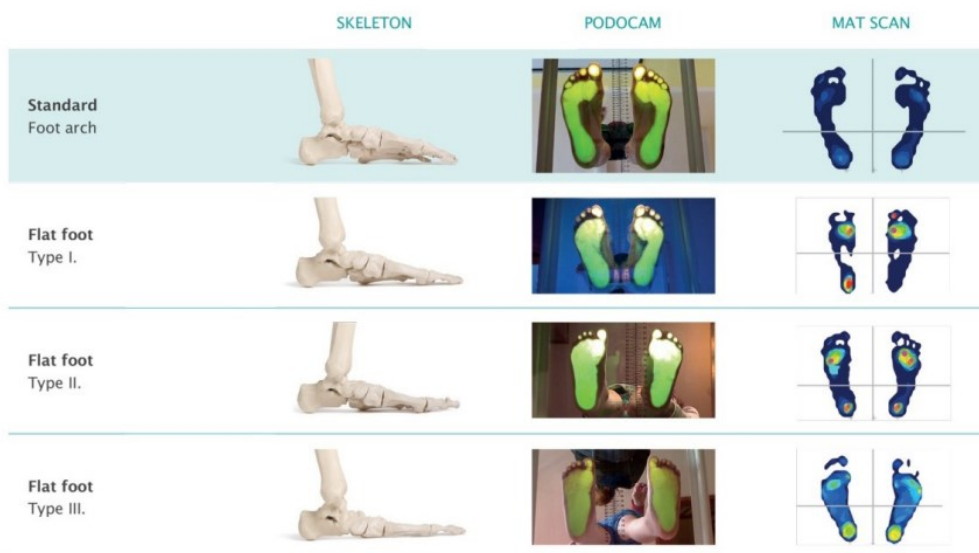 SKELETON PODOCAM MAT SCAN
Standard
Foot arch
Flat foot
Type I.
Flat foot
Type II.
Flat foot
Type III.